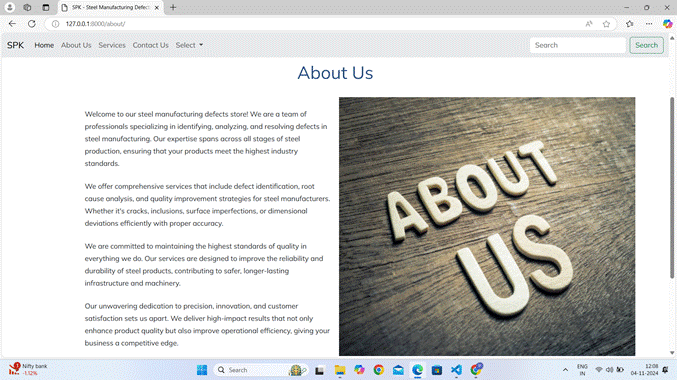 SPK - Steel Manufacturing Defect
127.0.0.1:8000/about/
SPK Home About Us Services Contact Us Select Search Search
About Us
Welcome to our steel manufacturing defects store! We are a team of
professionals specializing in identifying, analyzing, and resolving defects in
steel manufacturing. Our expertise spans across all stages of steel
production, ensuring that your products meet the highest industry
standards.
We offer comprehensive services that include defect identification, root
cause analysis, and quality improvement strategies for steel manufacturers.
Whether it's cracks, inclusions, surface imperfections, or dimensional
deviations efficiently with proper accuracy.
We are committed to maintaining the highest standards of quality in
everything we do. Our services are designed to improve the reliability and
durability of steel products, contributing to safer, longer-lasting
infrastructure and machinery.
Our unwavering dedication to precision, innovation, and customer
satisfaction sets us apart. We deliver high-impact results that not only
enhance product quality but also improve operational efficiency, giving your
business a competitive edge.
ABOUT
US
Nifty bank
-1.12%
Search
ENG
IN
12:08
04-11-2024